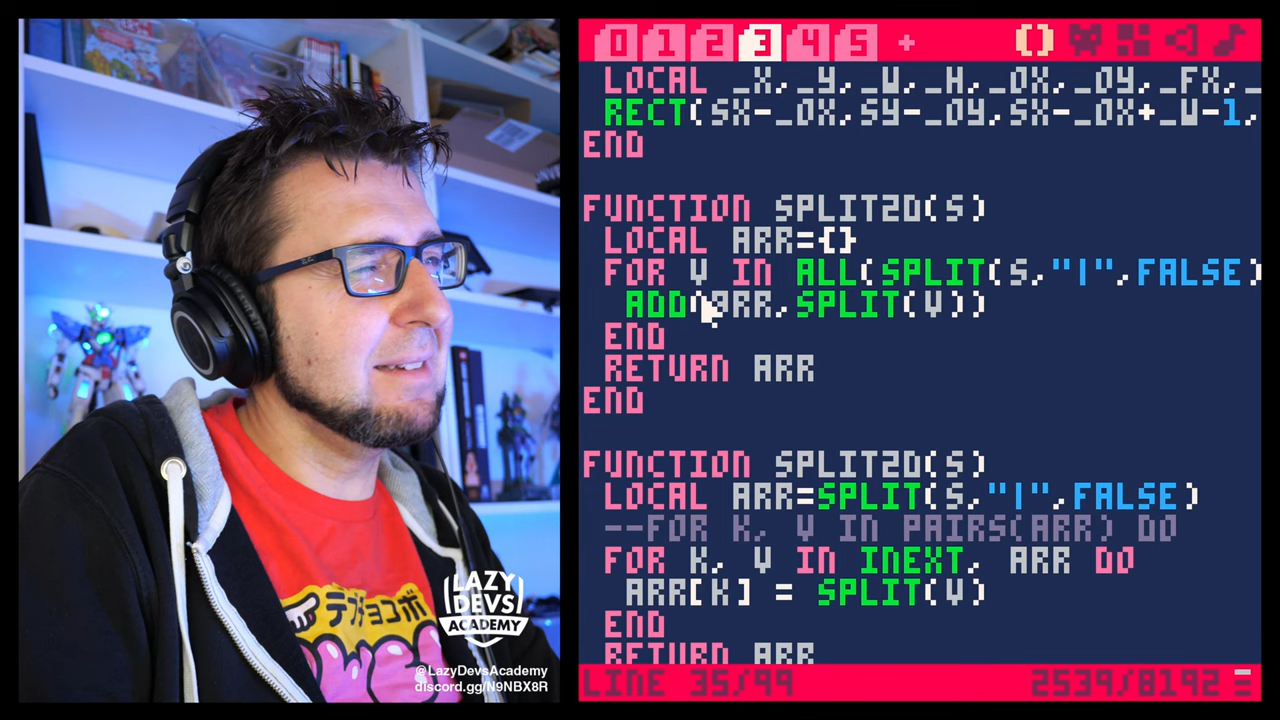 0 1 2 3 4 5 +
LOCAL _X,_Y,_W,_H,_OX,_OY,_FX,_
RECT(SX-_OX,SY-_OY,SX-_OX+_W-1,
END
FUNCTION SPLIT2D(S)
LOCAL ARR={}
FOR V IN ALL(SPLIT(S,"|",FALSE)
ADD(ARR,SPLIT(V))
END
RETURN ARR
END
FUNCTION SPLIT2D(S)
LOCAL ARR=SPLIT(S,"|",FALSE)
--FOR K, V IN PAIRS(ARR) DO
FOR K, V IN INEXT, ARR DO
ARR[K] = SPLIT(V)
END
RETURN ARR
LINE 35/99 2539/8192
LAZY
DEVS
ACADEMY
@LazyDevsAcademy
discord.gg/N9NBX8R